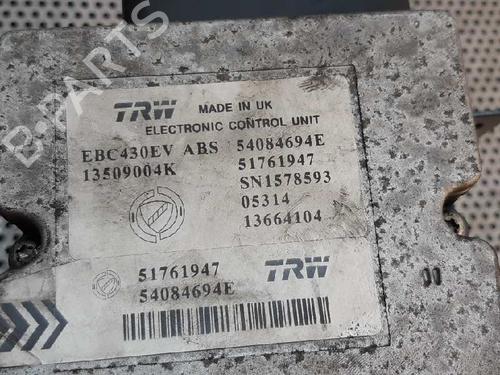 B-PARTS
TRW MADE IN UK
ELECTRONIC CONTROL UNIT
EBC430EV ABS 54084694E
13509004K 51761947
SN1578593
05314
13664104
51761947 TRW
54084694E